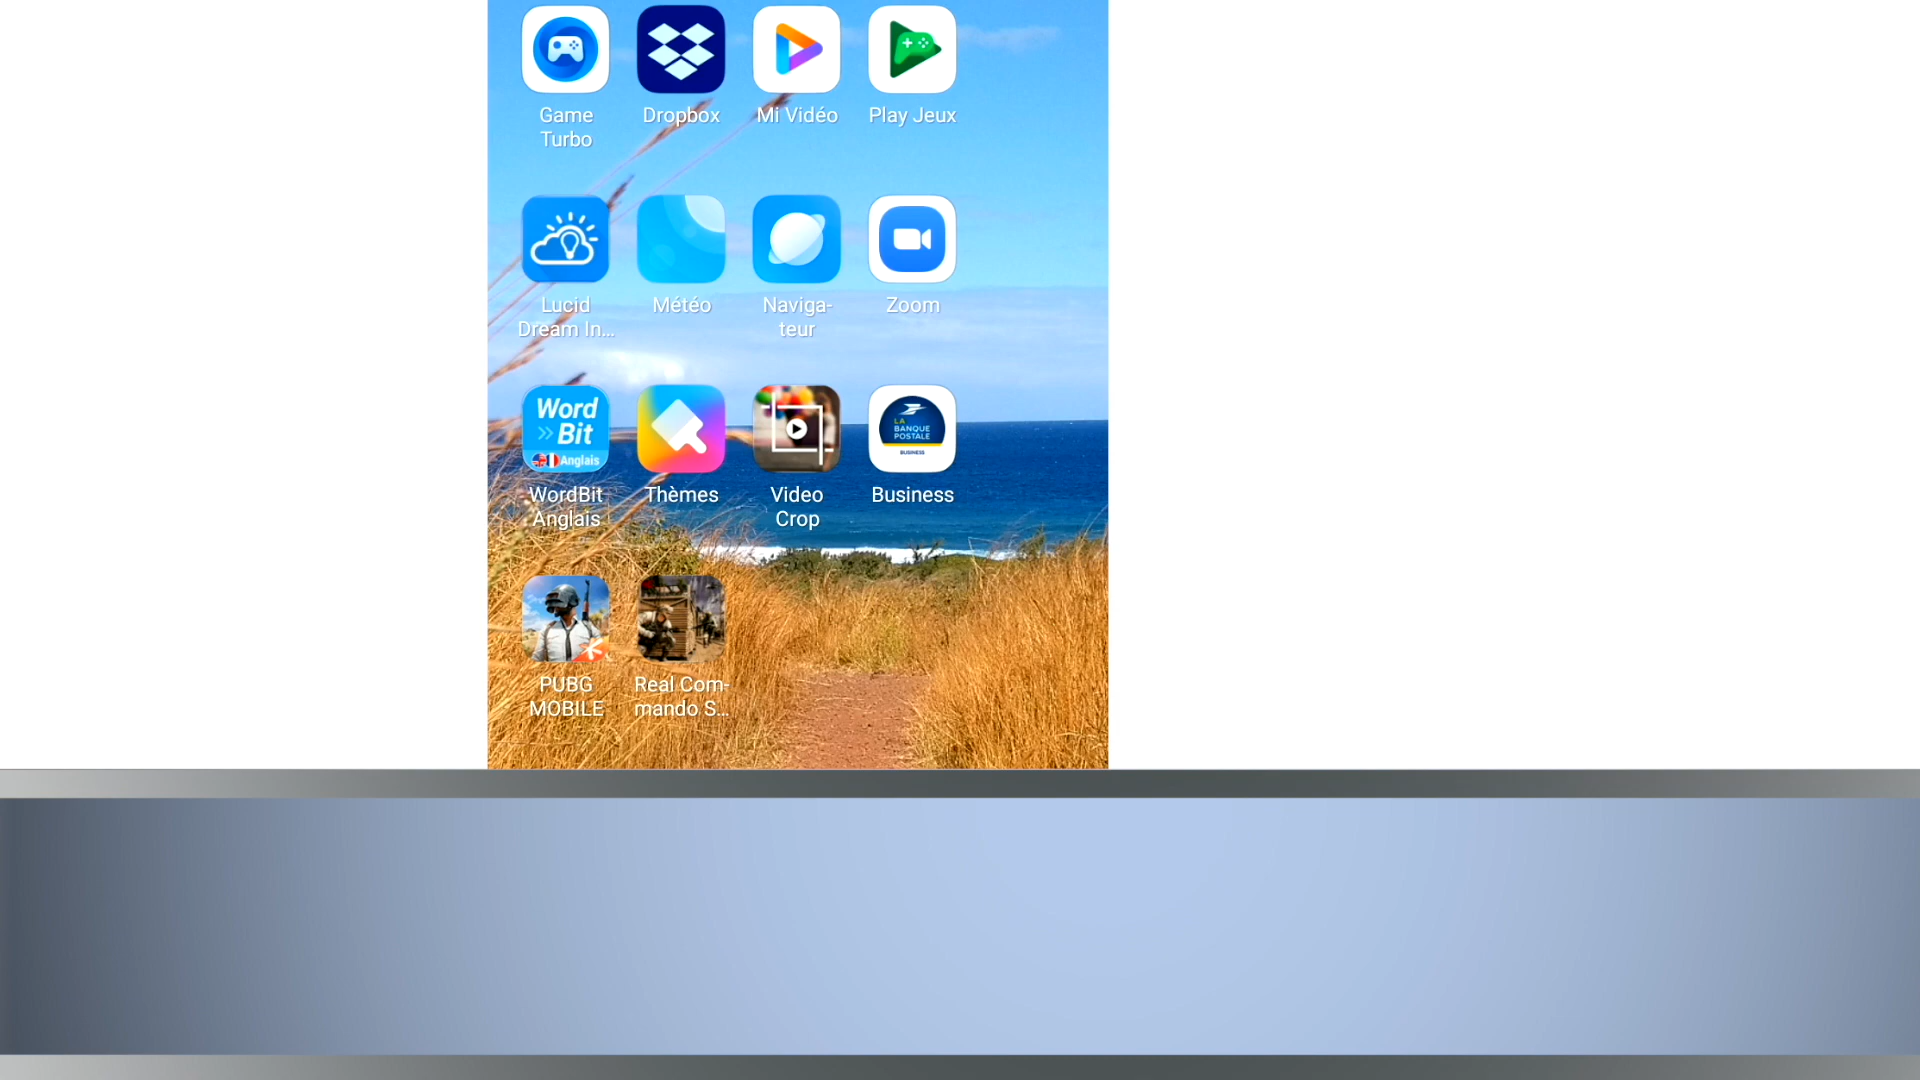 Game
Turbo
Dropbox
Mi Vidéo
Play Jeux
Lucid
Dream In...
Météo
Naviga-
teur
Zoom
Word
Bit
Anglais
WordBit
Anglais
Thèmes
Video
Crop
LA
BANQUE
POSTALE
BUSINESS
Business
PUBG
MOBILE
Real Com-
mando S...